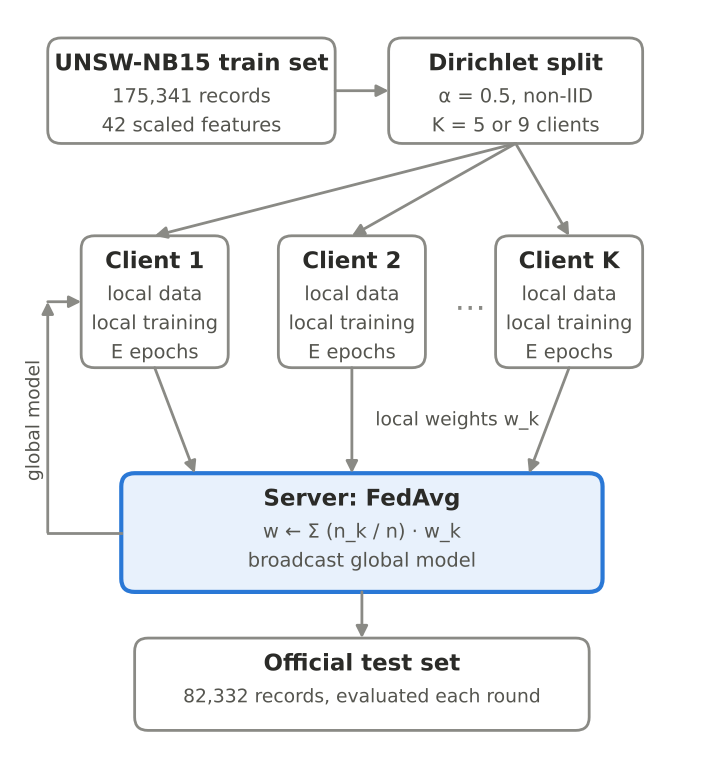 UNSW-NB15 train set
175,341 records
42 scaled features
Dirichlet split
α = 0.5, non-IID
K = 5 or 9 clients
Client 1
local data
local training
E epochs
Client 2
local data
local training
E epochs
...
Client K
local data
local training
E epochs
global model
local weights w_k
Server: FedAvg
w ← Σ (n_k / n) · w_k
broadcast global model
Official test set
82,332 records, evaluated each round